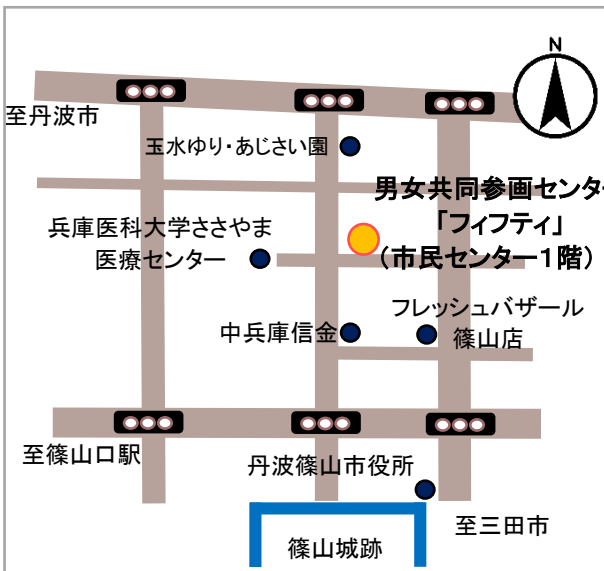 N
至丹波市
玉水ゆり・あじさい園
男女共同参画センター
「フィフティ」
（市民センター１階）
兵庫医科大学ささやま
医療センター
フレッシュバザール
篠山店
中兵庫信金
至篠山口駅
丹波篠山市役所
至三田市
篠山城跡